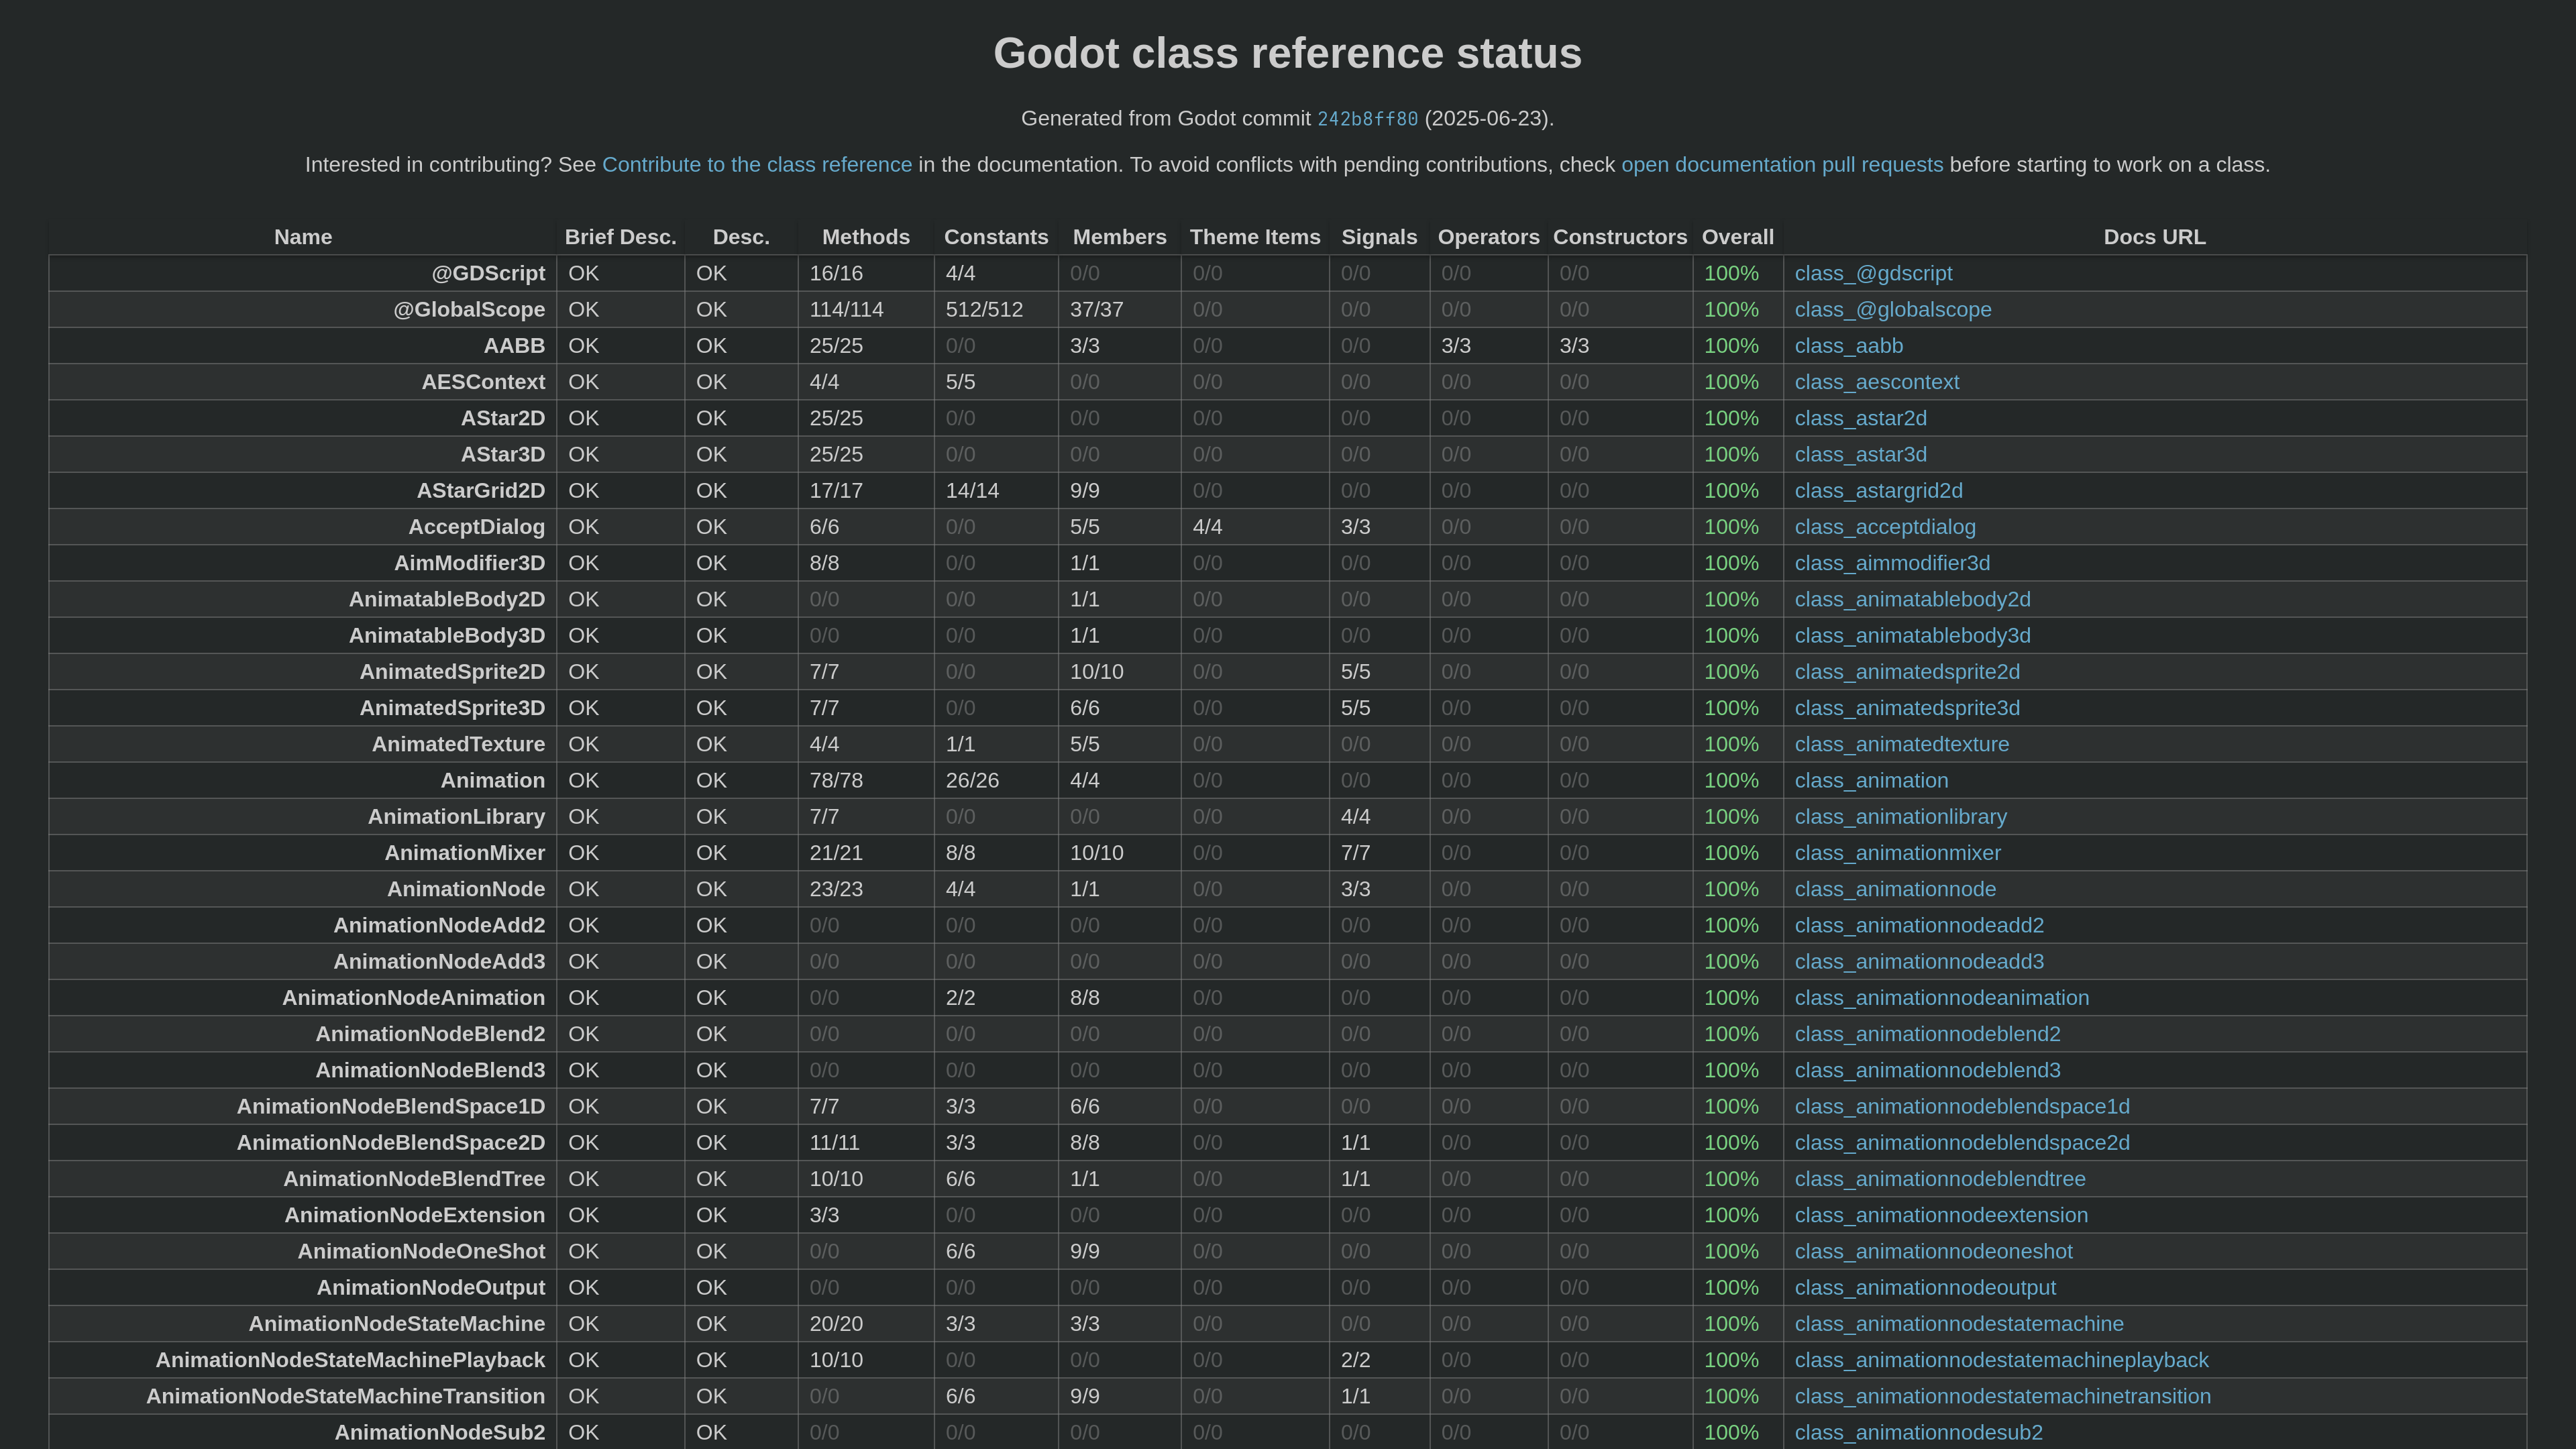 Godot class reference status
Generated from Godot commit 242b8ff80 (2025-06-23).
Interested in contributing? See Contribute to the class reference in the documentation. To avoid conflicts with pending contributions, check open documentation pull requests before starting to work on a class.
Name Brief Desc. Desc. Methods Constants Members Theme Items Signals Operators Constructors Overall Docs URL
@GDScript OK OK 16/16 4/4 0/0 0/0 0/0 0/0 0/0 100% class_@gdscript
@GlobalScope OK OK 114/114 512/512 37/37 0/0 0/0 0/0 0/0 100% class_@globalscope
AABB OK OK 25/25 0/0 3/3 0/0 0/0 3/3 3/3 100% class_aabb
AESContext OK OK 4/4 5/5 0/0 0/0 0/0 0/0 0/0 100% class_aescontext
AStar2D OK OK 25/25 0/0 0/0 0/0 0/0 0/0 0/0 100% class_astar2d
AStar3D OK OK 25/25 0/0 0/0 0/0 0/0 0/0 0/0 100% class_astar3d
AStarGrid2D OK OK 17/17 14/14 9/9 0/0 0/0 0/0 0/0 100% class_astargrid2d
AcceptDialog OK OK 6/6 0/0 5/5 4/4 3/3 0/0 0/0 100% class_acceptdialog
AimModifier3D OK OK 8/8 0/0 1/1 0/0 0/0 0/0 0/0 100% class_aimmodifier3d
AnimatableBody2D OK OK 0/0 0/0 1/1 0/0 0/0 0/0 0/0 100% class_animatablebody2d
AnimatableBody3D OK OK 0/0 0/0 1/1 0/0 0/0 0/0 0/0 100% class_animatablebody3d
AnimatedSprite2D OK OK 7/7 0/0 10/10 0/0 5/5 0/0 0/0 100% class_animatedsprite2d
AnimatedSprite3D OK OK 7/7 0/0 6/6 0/0 5/5 0/0 0/0 100% class_animatedsprite3d
AnimatedTexture OK OK 4/4 1/1 5/5 0/0 0/0 0/0 0/0 100% class_animatedtexture
Animation OK OK 78/78 26/26 4/4 0/0 0/0 0/0 0/0 100% class_animation
AnimationLibrary OK OK 7/7 0/0 0/0 0/0 4/4 0/0 0/0 100% class_animationlibrary
AnimationMixer OK OK 21/21 8/8 10/10 0/0 7/7 0/0 0/0 100% class_animationmixer
AnimationNode OK OK 23/23 4/4 1/1 0/0 3/3 0/0 0/0 100% class_animationnode
AnimationNodeAdd2 OK OK 0/0 0/0 0/0 0/0 0/0 0/0 0/0 100% class_animationnodeadd2
AnimationNodeAdd3 OK OK 0/0 0/0 0/0 0/0 0/0 0/0 0/0 100% class_animationnodeadd3
AnimationNodeAnimation OK OK 0/0 2/2 8/8 0/0 0/0 0/0 0/0 100% class_animationnodeanimation
AnimationNodeBlend2 OK OK 0/0 0/0 0/0 0/0 0/0 0/0 0/0 100% class_animationnodeblend2
AnimationNodeBlend3 OK OK 0/0 0/0 0/0 0/0 0/0 0/0 0/0 100% class_animationnodeblend3
AnimationNodeBlendSpace1D OK OK 7/7 3/3 6/6 0/0 0/0 0/0 0/0 100% class_animationnodeblendspace1d
AnimationNodeBlendSpace2D OK OK 11/11 3/3 8/8 0/0 1/1 0/0 0/0 100% class_animationnodeblendspace2d
AnimationNodeBlendTree OK OK 10/10 6/6 1/1 0/0 1/1 0/0 0/0 100% class_animationnodeblendtree
AnimationNodeExtension OK OK 3/3 0/0 0/0 0/0 0/0 0/0 0/0 100% class_animationnodeextension
AnimationNodeOneShot OK OK 0/0 6/6 9/9 0/0 0/0 0/0 0/0 100% class_animationnodeoneshot
AnimationNodeOutput OK OK 0/0 0/0 0/0 0/0 0/0 0/0 0/0 100% class_animationnodeoutput
AnimationNodeStateMachine OK OK 20/20 3/3 3/3 0/0 0/0 0/0 0/0 100% class_animationnodestatemachine
AnimationNodeStateMachinePlayback OK OK 10/10 0/0 0/0 0/0 2/2 0/0 0/0 100% class_animationnodestatemachineplayback
AnimationNodeStateMachineTransition OK OK 0/0 6/6 9/9 0/0 1/1 0/0 0/0 100% class_animationnodestatemachinetransition
AnimationNodeSub2 OK OK 0/0 0/0 0/0 0/0 0/0 0/0 0/0 100% class_animationnodesub2